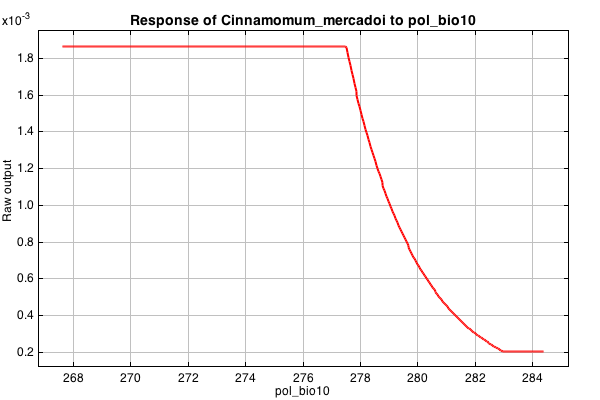 Response of Cinnamomum_mercadoi to pol_bio10
x10-3
1.8
1.6
1.4
1.2
1.0
0.8
0.6
0.4
0.2
Raw output
268 270 272 274 276 278 280 282 284
pol_bio10